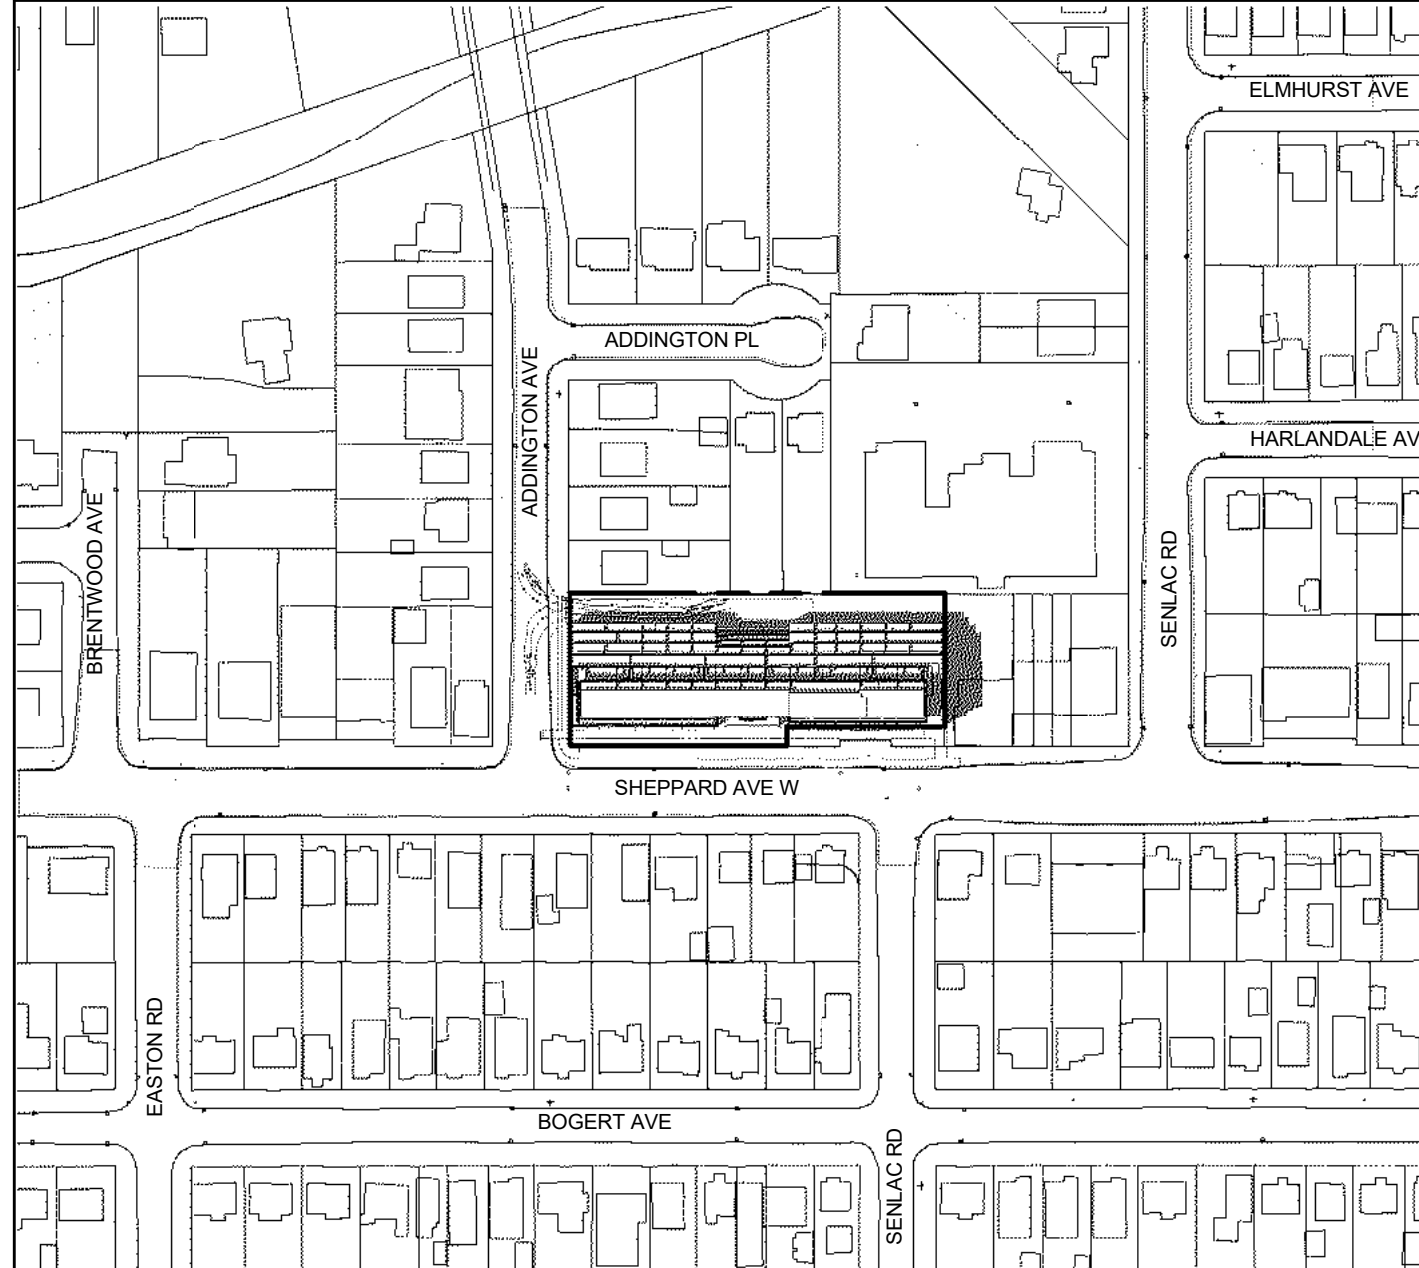 ELMHURST AVE
ADDINGTON PL
ADDINGTON AVE
HARLANDALE AV
BRENTWOOD AVE
SENLAC RD
SHEPPARD AVE W
EASTON RD
BOGERT AVE
SENLAC RD